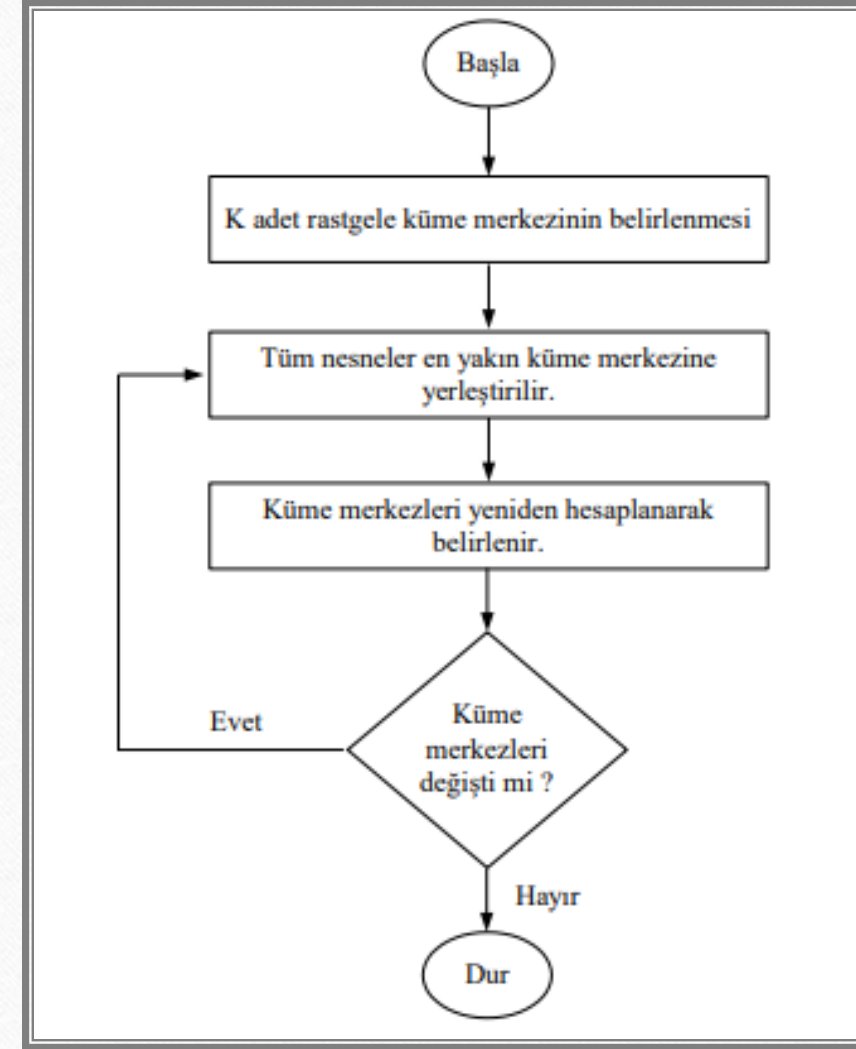 Başla
K adet rastgele küme merkezinin belirlenmesi
Tüm nesneler en yakın küme merkezine
yerleştirilir.
Küme merkezleri yeniden hesaplanarak
belirlenir.
Küme
merkezleri
değişti mi ?
Evet
Hayır
Dur